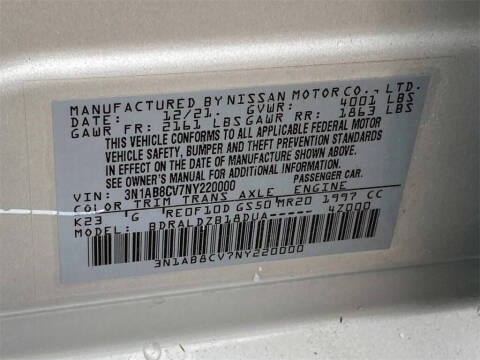 MANUFACTURED BY NISSAN MOTOR CO., LTD.
DATE: 12/21. GVWR: 4001 LBS
GAWR FR: 2161 LBS GAWR RR: 1863 LBS
THIS VEHICLE CONFORMS TO ALL APPLICABLE FEDERAL MOTOR
VEHICLE SAFETY, BUMPER AND THEFT PREVENTION STANDARDS
IN EFFECT ON THE DATE OF MANUFACTURE SHOWN ABOVE.
SEE OWNER'S MANUAL FOR ADDITIONAL INFORMATION.
VIN: 3N1AB8CV7NY220000 PASSENGER CAR.
COLOR TRIM TRANS AXLE ENGINE
K23 G RE0F10D GS50 MR20 1997 CC
MODEL: BDRALDZB18DUA 4Z000
3N1AB8CV7NY220000